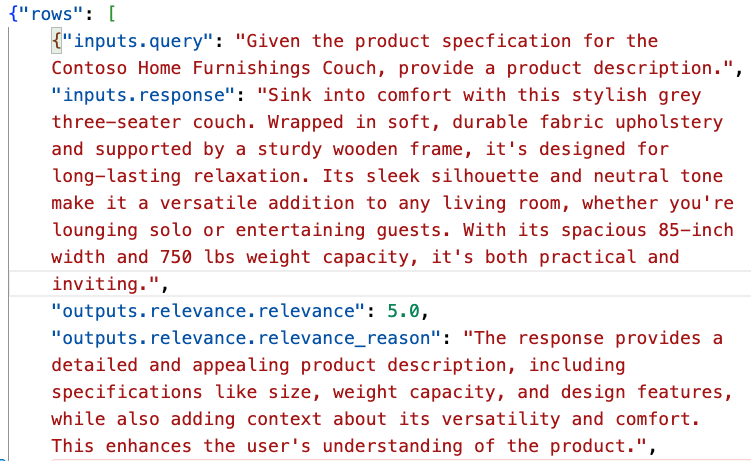 {"rows": [
{"inputs.query": "Given the product specfication for the
Contoso Home Furnishings Couch, provide a product description.",
"inputs.response": "Sink into comfort with this stylish grey
three-seater couch. Wrapped in soft, durable fabric upholstery
and supported by a sturdy wooden frame, it's designed for
long-lasting relaxation. Its sleek silhouette and neutral tone
make it a versatile addition to any living room, whether you're
lounging solo or entertaining guests. With its spacious 85-inch
width and 750 lbs weight capacity, it's both practical and
inviting.",
"outputs.relevance.relevance": 5.0,
"outputs.relevance.relevance_reason": "The response provides a
detailed and appealing product description, including
specifications like size, weight capacity, and design features,
while also adding context about its versatility and comfort.
This enhances the user's understanding of the product.",